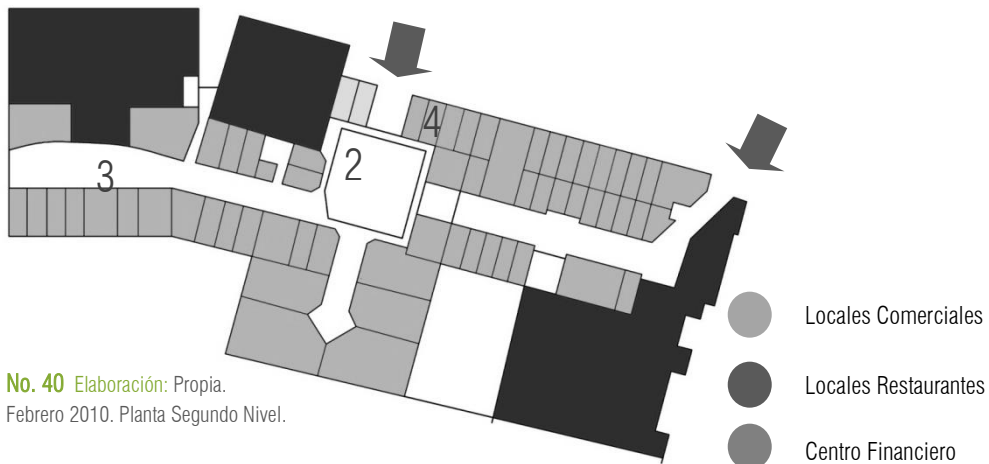 4
2
3
Locales Comerciales
No. 40 Elaboración: Propia.
Febrero 2010. Planta Segundo Nivel.
Locales Restaurantes
Centro Financiero